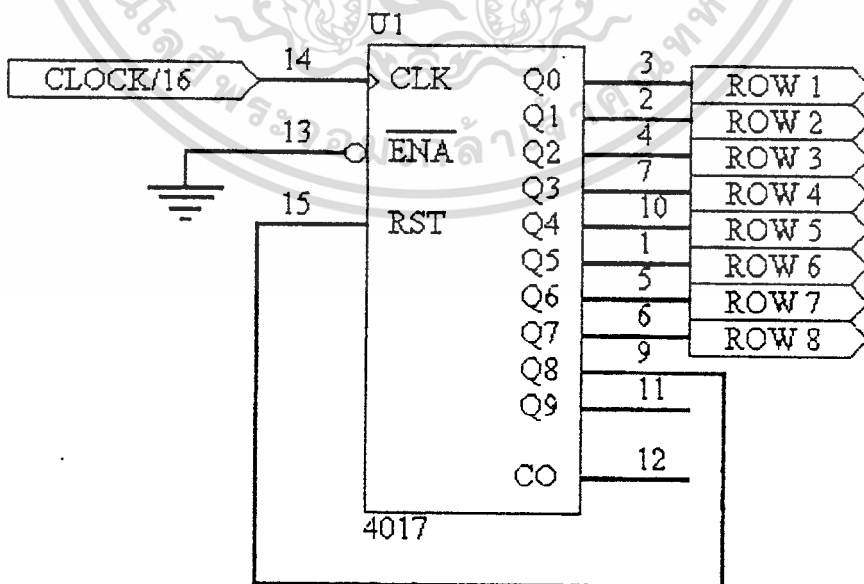 U1
CLOCK/16
14
CLK
13
ENA
15
RST
Q0
3
ROW 1
Q1
2
ROW 2
Q2
4
ROW 3
Q3
7
ROW 4
Q4
10
ROW 5
Q5
1
ROW 6
Q6
5
ROW 7
Q7
6
ROW 8
Q8
9
Q9
11
CO
12
4017